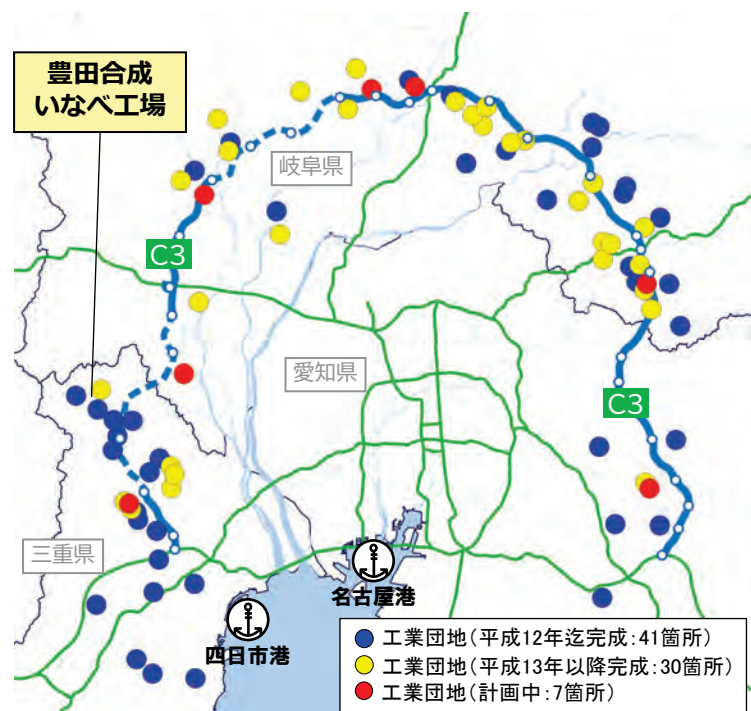 豊田合成
いなべ工場
岐阜県
C3
愛知県
C3
三重県
名古屋港
四日市港
工業団地(平成12年迄完成:41箇所)
工業団地(平成13年以降完成:30箇所)
工業団地(計画中:7箇所)